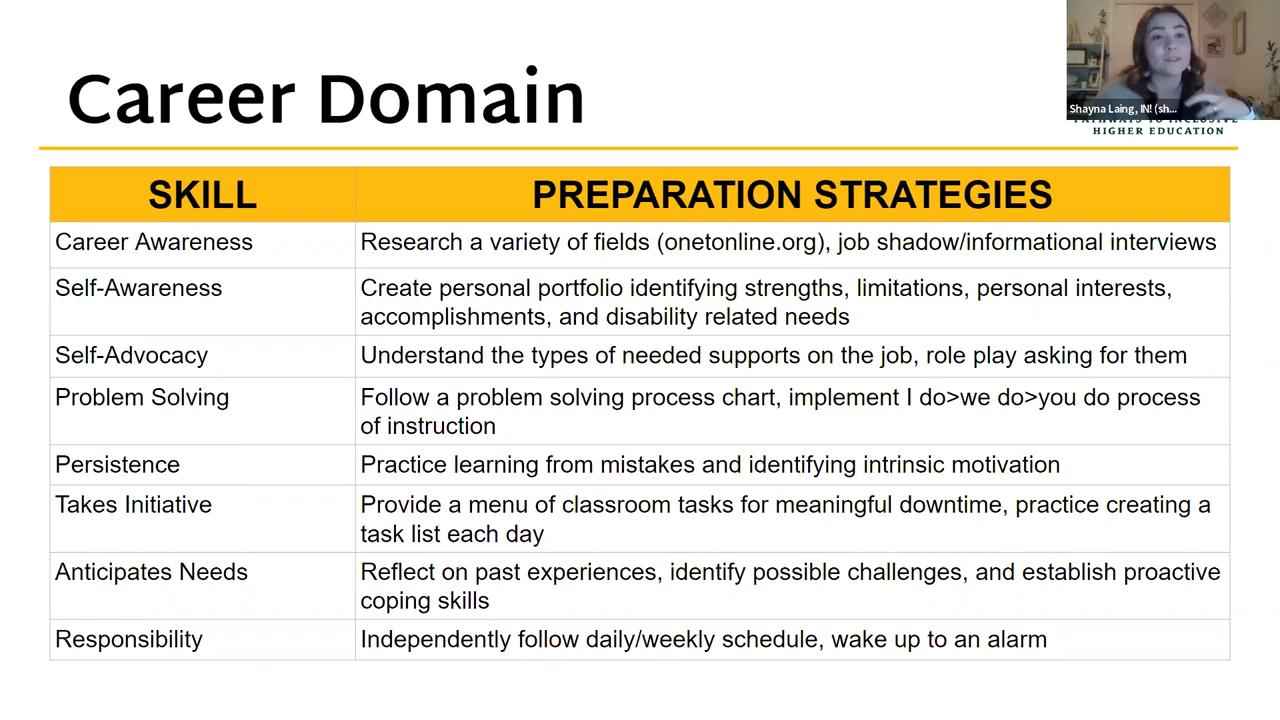 Career Domain
Shayna Laing, IN! (sh...
HIGHER EDUCATION
SKILL
PREPARATION STRATEGIES
Career Awareness
Research a variety of fields (onetonline.org), job shadow/informational interviews
Self-Awareness
Create personal portfolio identifying strengths, limitations, personal interests,
accomplishments, and disability related needs
Self-Advocacy
Understand the types of needed supports on the job, role play asking for them
Problem Solving
Follow a problem solving process chart, implement I do>we do>you do process
of instruction
Persistence
Practice learning from mistakes and identifying intrinsic motivation
Takes Initiative
Provide a menu of classroom tasks for meaningful downtime, practice creating a
task list each day
Anticipates Needs
Reflect on past experiences, identify possible challenges, and establish proactive
coping skills
Responsibility
Independently follow daily/weekly schedule, wake up to an alarm